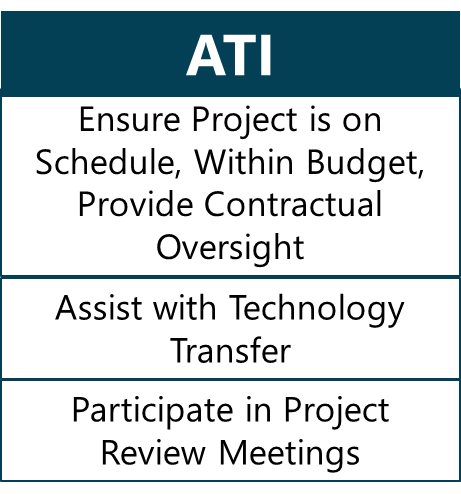 ATI
Ensure Project is on
Schedule, Within Budget,
Provide Contractual
Oversight
Assist with Technology
Transfer
Participate in Project
Review Meetings